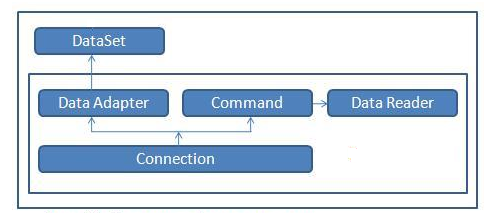 DataSet
Data Adapter
Command
Data Reader
Connection